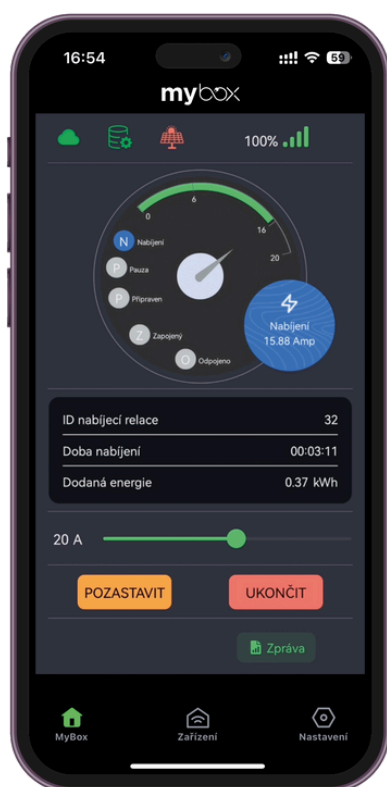 16:54
59
mybox
100%
0
6
16
20
N Nabíjení
P Pauza
P Připraven
Z Zapojený
O Odpojeno
Nabíjení
15.88 Amp
ID nabíjecí relace 32
Doba nabíjení 00:03:11
Dodaná energie 0.37 kWh
20 A
POZASTAVIT
UKONČIT
Zpráva
MyBox
Zařízení
Nastavení